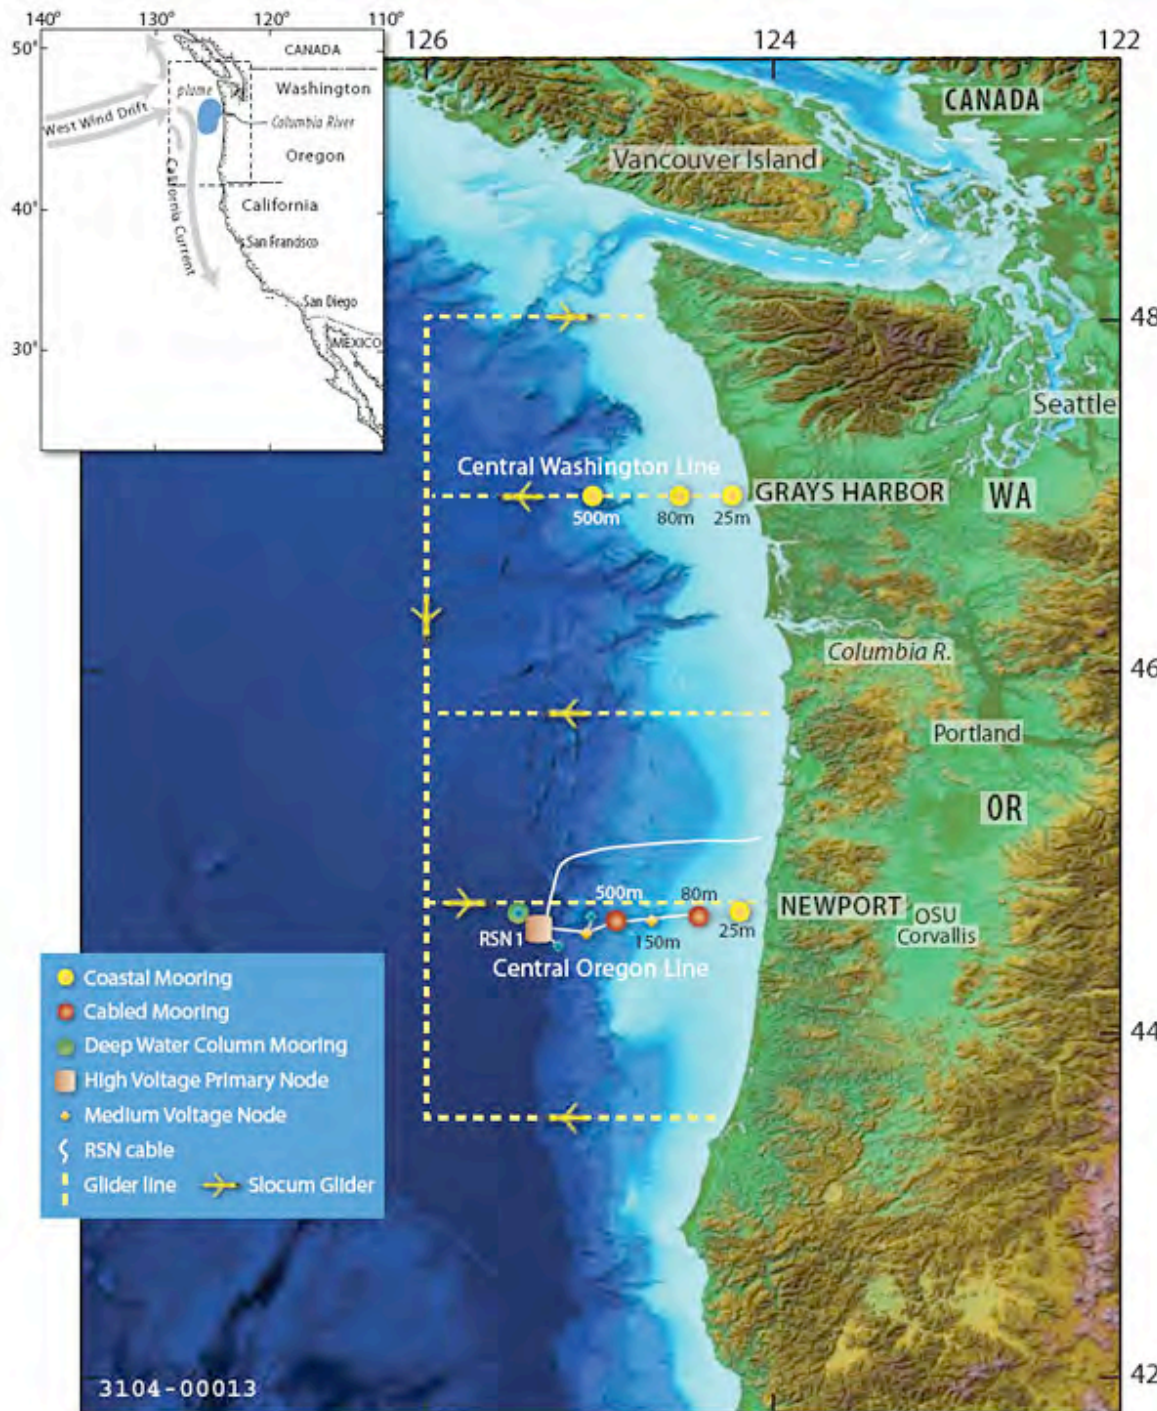 140°
130°
120°
110°
50°
40°
30°
CANADA
Washington
plume
West Wind Drift
Columbia River
Oregon
California Current
California
San Francisco
San Diego
MEXICO
126
124
122
CANADA
Vancouver Island
48
Seattle
Central Washington Line
GRAYS HARBOR
WA
500m
80m
25m
Columbia R.
46
Portland
OR
500m
80m
NEWPORT
OSU
Corvallis
RSN 1
150m
25m
Central Oregon Line
44
Coastal Mooring
Cabled Mooring
Deep Water Column Mooring
High Voltage Primary Node
Medium Voltage Node
RSN cable
Glider line
Slocum Glider
42
3104-00013